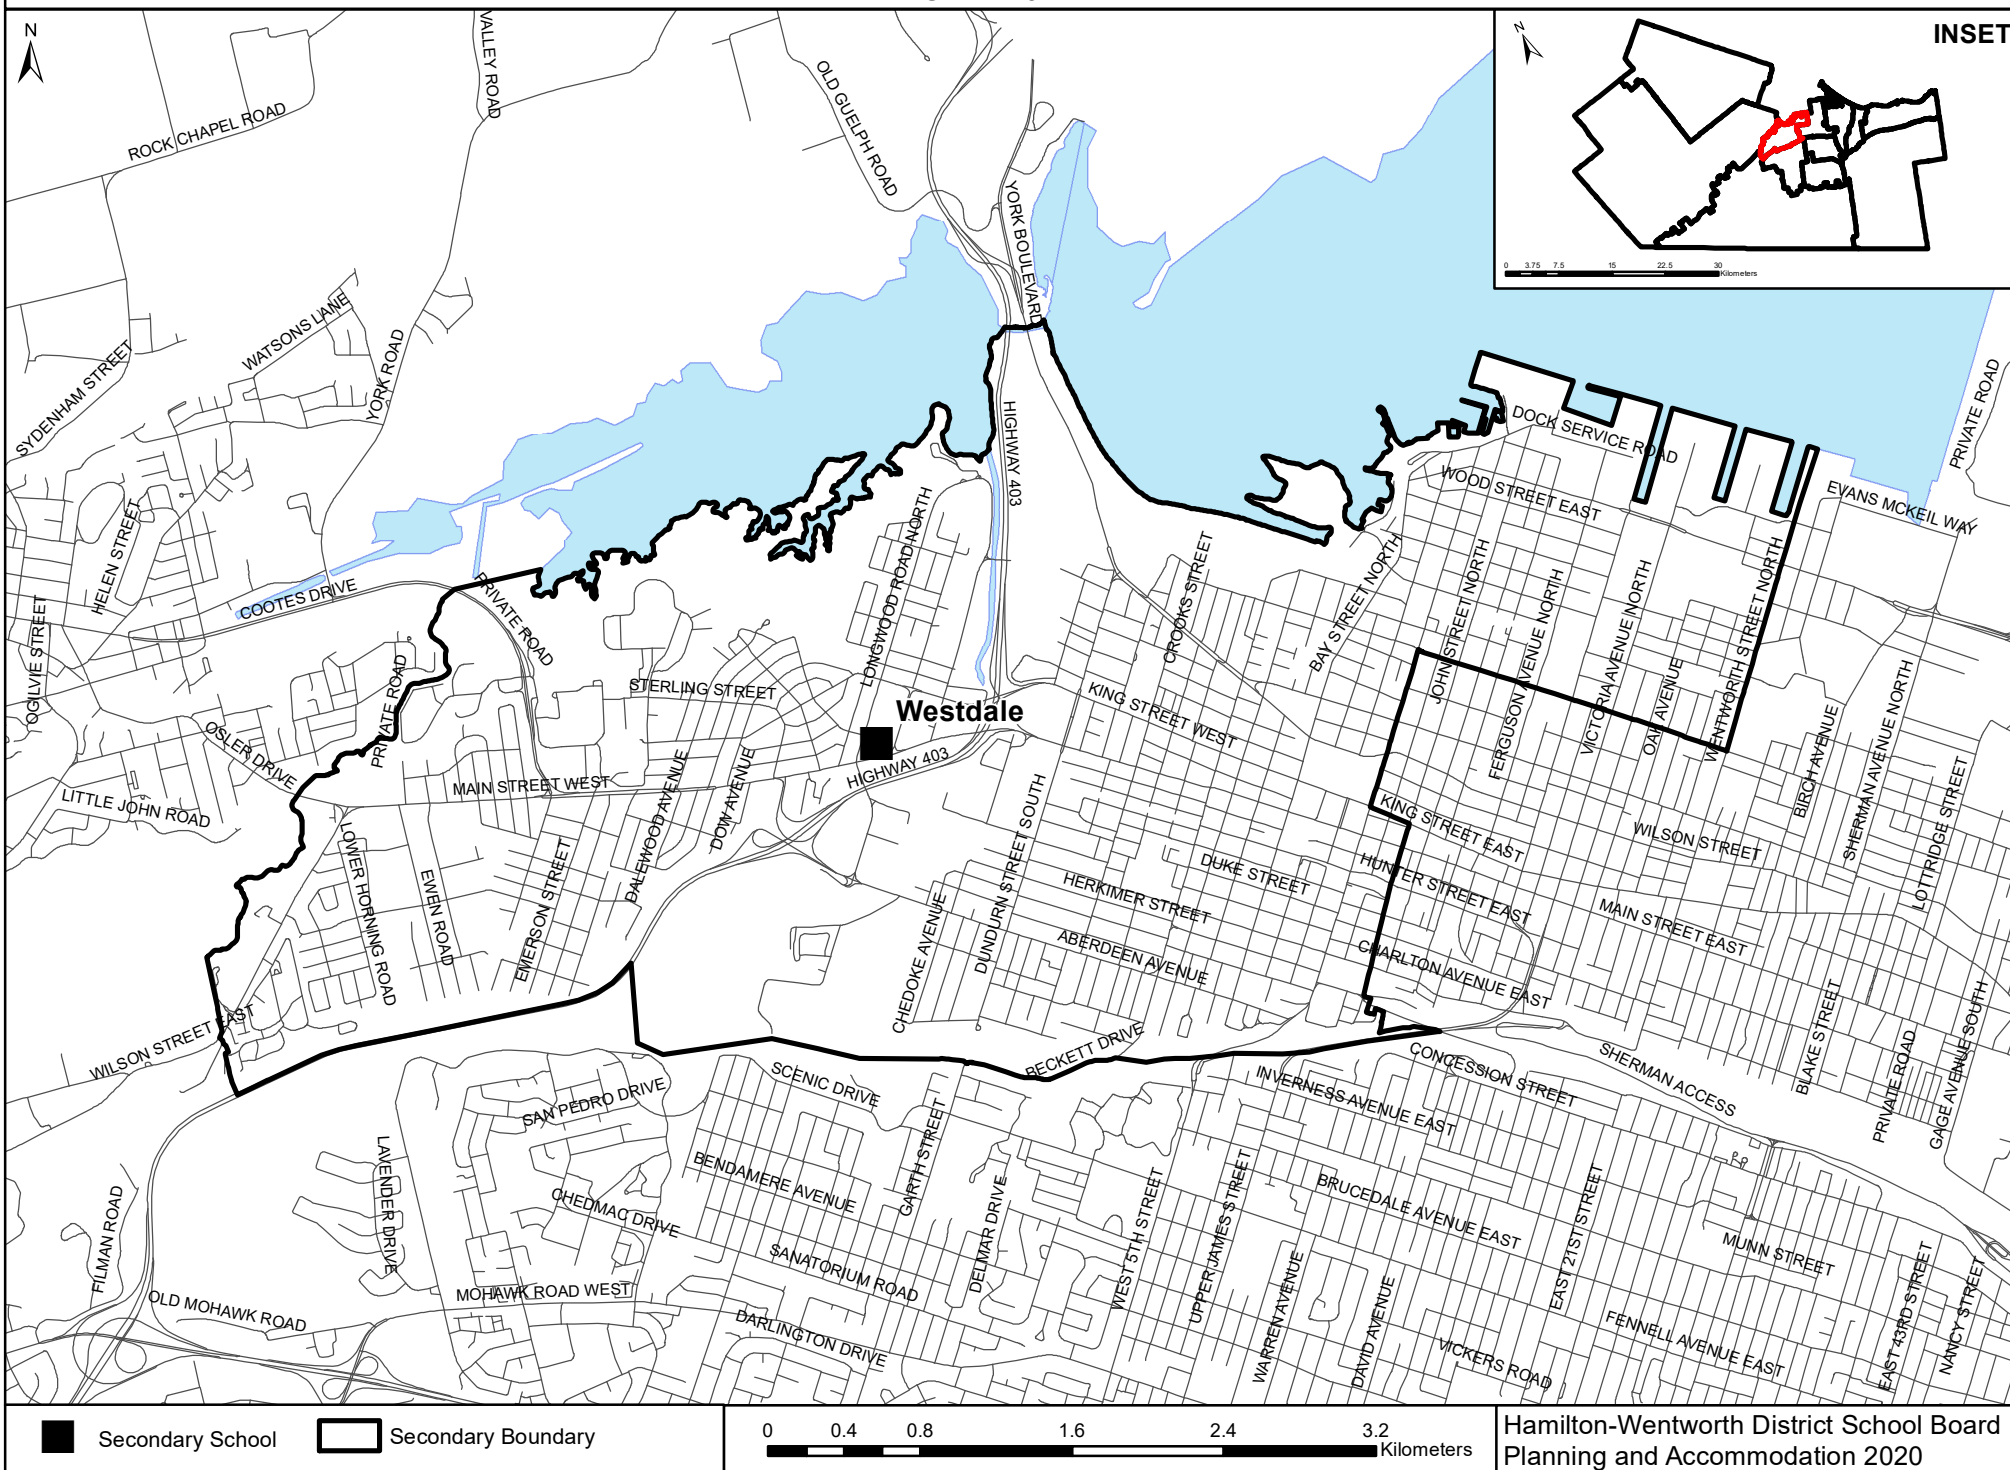 N
VALLEY ROAD
OLD GUELPH ROAD
ROCK CHAPEL ROAD
YORK BOULEVARD
N
INSET
0 3.75 7.5 15 22.5 30
Kilometers
WATSONS LANE
SYDENHAM STREET
YORK ROAD
HIGHWAY 403
DOCK SERVICE ROAD
PRIVATE ROAD
WOOD STREET EAST
EVANS MCKEIL WAY
HELEN STREET
COOTES DRIVE
OGILVIE STREET
PRIVATE ROAD
LONGWOOD ROAD NORTH
CROOKS STREET
BAY STREET NORTH
JOHN STREET NORTH
FERGUSON AVENUE NORTH
VICTORIA AVENUE NORTH
OAK AVENUE
WENTWORTH STREET NORTH
BIRCH AVENUE
SHERMAN AVENUE NORTH
LOTTRIDGE STREET
PRIVATE ROAD
STERLING STREET
Westdale
KING STREET WEST
OSLER DRIVE
LITTLE JOHN ROAD
MAIN STREET WEST
HIGHWAY 403
DALEWOOD AVENUE
DOW AVENUE
LOWER HORNING ROAD
EWEN ROAD
EMERSON STREET
CHEDOKE AVENUE
DUNDURN STREET SOUTH
KING STREET EAST
WILSON STREET
DUKE STREET
HUNTER STREET EAST
HERKIMER STREET
MAIN STREET EAST
ABERDEEN AVENUE
CHARLTON AVENUE EAST
WILSON STREET EAST
BECKETT DRIVE
BLAKE STREET
PRIVATE ROAD
GAGE AVENUE SOUTH
SHERMAN ACCESS
CONCESSION STREET
INVERNESS AVENUE EAST
SCENIC DRIVE
SAN PEDRO DRIVE
LAVENDER DRIVE
BENDAMERE AVENUE
GARTH STREET
CHEDMAC DRIVE
SANATORIUM ROAD
DELMAR DRIVE
WEST 5TH STREET
UPPER JAMES STREET
BRUCEDALE AVENUE EAST
EAST 21ST STREET
MUNN STREET
FILMAN ROAD
OLD MOHAWK ROAD
MOHAWK ROAD WEST
DARLINGTON DRIVE
WARREN AVENUE
DAVID AVENUE
VICKERS ROAD
FENNELL AVENUE EAST
EAST 43RD STREET
NANCY STREET
Secondary School
Secondary Boundary
0 0.4 0.8 1.6 2.4 3.2
Kilometers
Hamilton-Wentworth District School Board
Planning and Accommodation 2020